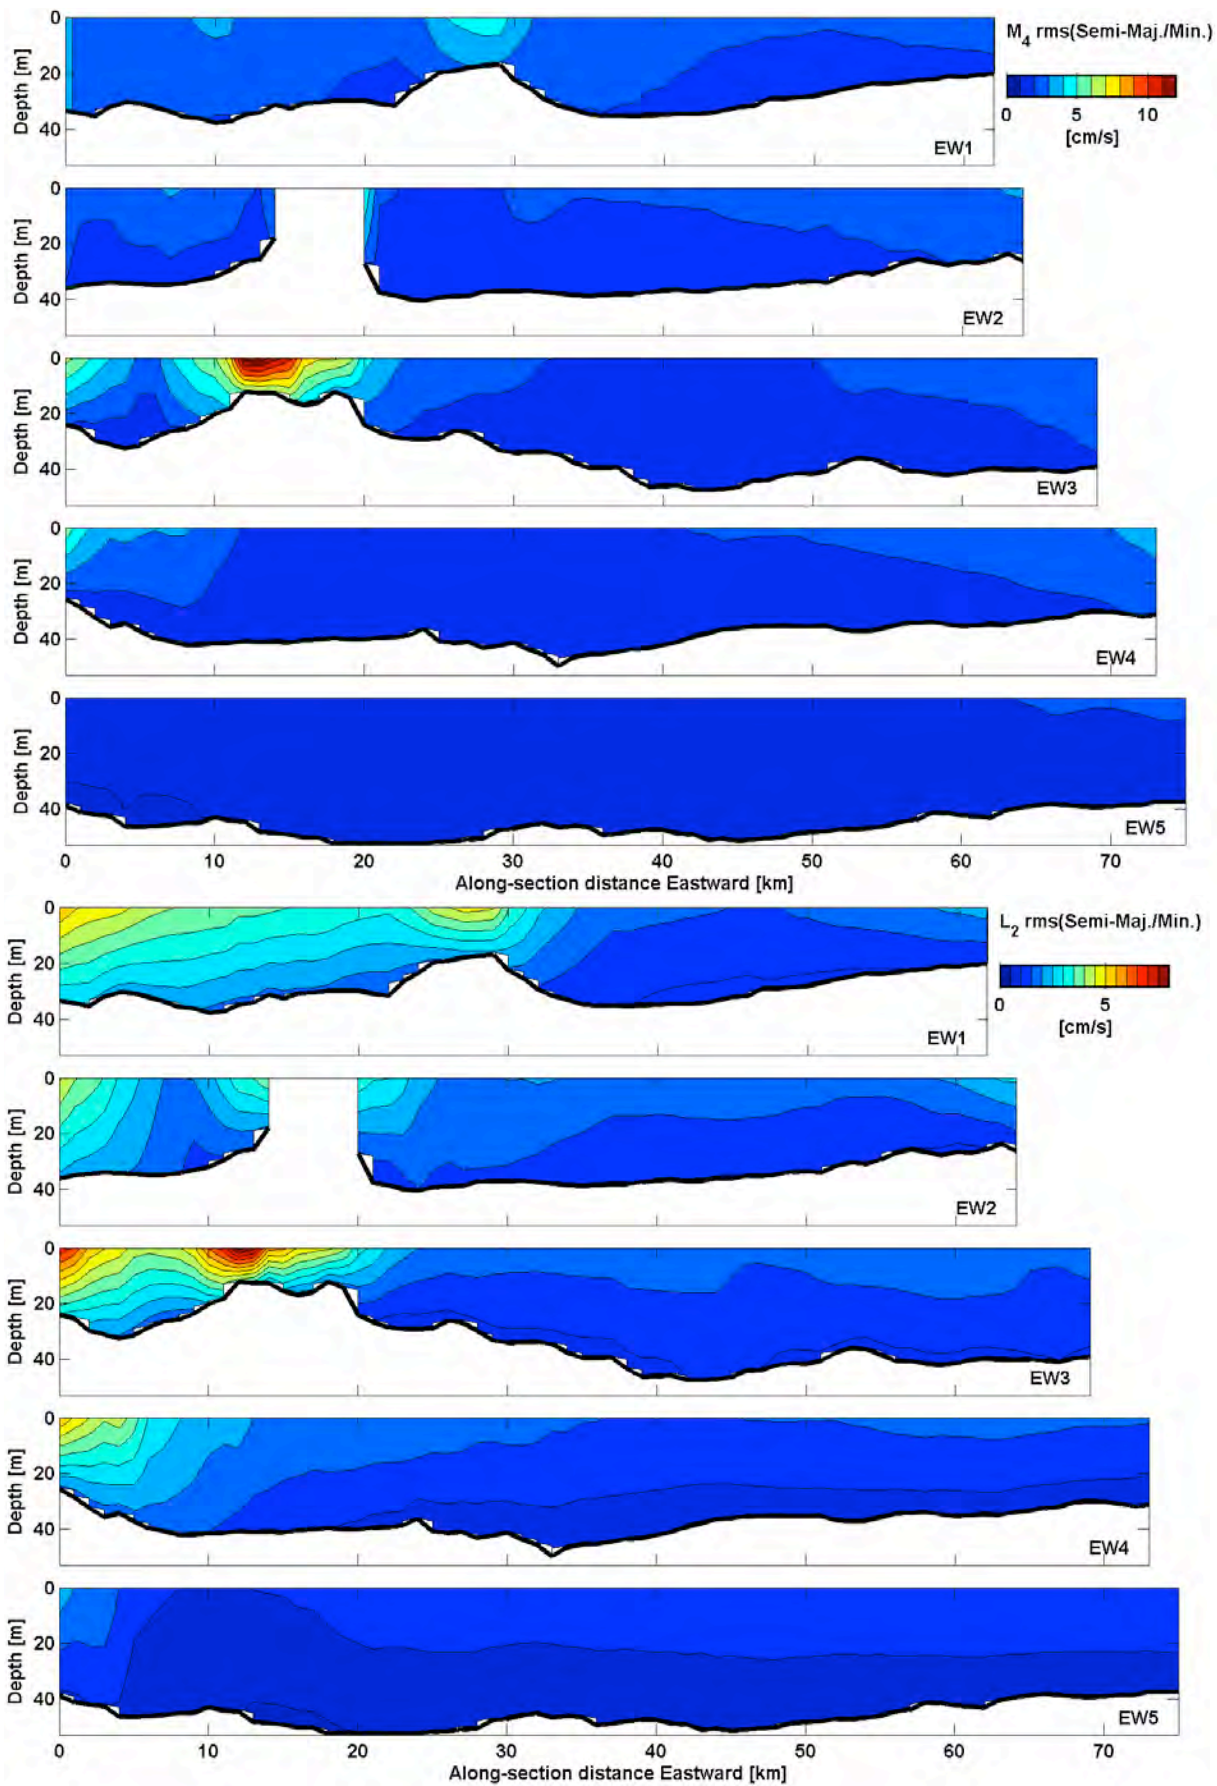 0
20
40
Depth [m]
EW1
M4 rms(Semi-Maj./Min.)
0 5 10
[cm/s]
0
20
40
Depth [m]
EW2
0
20
40
Depth [m]
EW3
0
20
40
Depth [m]
EW4
0
20
40
Depth [m]
EW5
0 10 20 30 40 50 60 70
Along-section distance Eastward [km]
0
20
40
Depth [m]
EW1
L2 rms(Semi-Maj./Min.)
0 5
[cm/s]
0
20
40
Depth [m]
EW2
0
20
40
Depth [m]
EW3
0
20
40
Depth [m]
EW4
0
20
40
Depth [m]
EW5
0 10 20 30 40 50 60 70
Along-section distance Eastward [km]